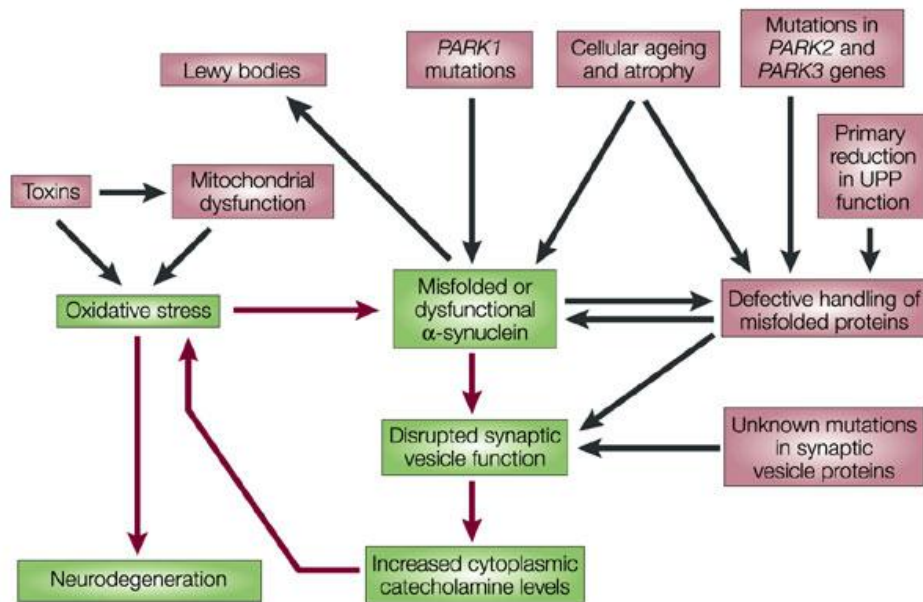 Lewy bodies
PARK1
mutations
Cellular ageing
and atrophy
Mutations in
PARK2 and
PARK3 genes
Primary
reduction
in UPP
function
Toxins
Mitochondrial
dysfunction
Oxidative stress
Misfolded or
dysfunctional
α-synuclein
Defective handling of
misfolded proteins
Disrupted synaptic
vesicle function
Unknown mutations
in synaptic
vesicle proteins
Neurodegeneration
Increased cytoplasmic
catecholamine levels